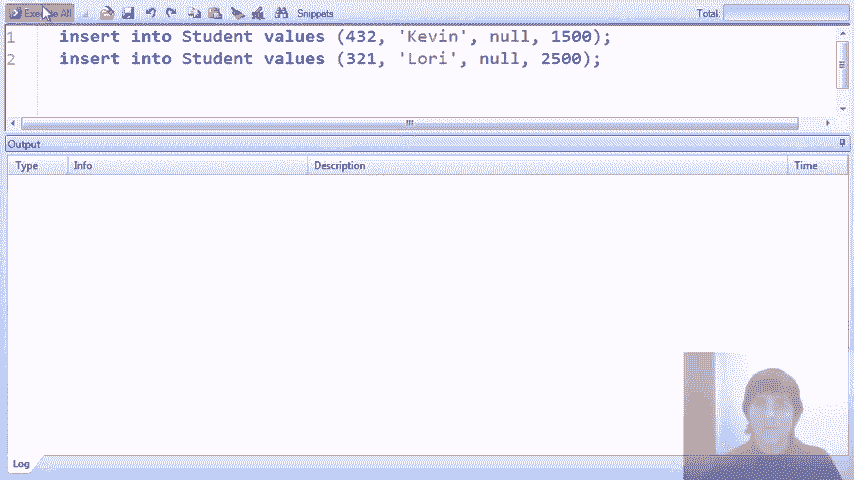 Execute All Snippets Total:
1 insert into Student values (432, 'Kevin', null, 1500);
2 insert into Student values (321, 'Lori', null, 2500);
Output
Type Info Description Time
Log